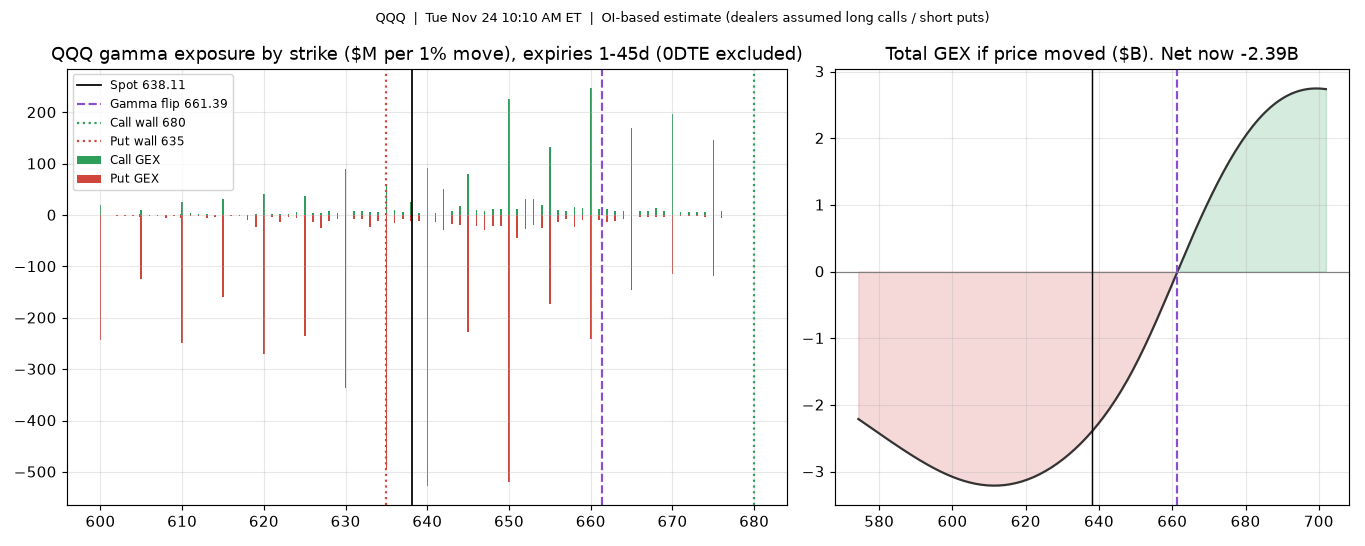 QQQ | Tue Nov 24 10:10 AM ET | OI-based estimate (dealers assumed long calls / short puts)
QQQ gamma exposure by strike ($M per 1% move), expiries 1-45d (0DTE excluded)
Spot 638.11
Gamma flip 661.39
Call wall 680
Put wall 635
Call GEX
Put GEX
200
100
0
−100
−200
−300
−400
−500
600 610 620 630 640 650 660 670 680
Total GEX if price moved ($B). Net now -2.39B
3
2
1
0
−1
−2
−3
580 600 620 640 660 680 700